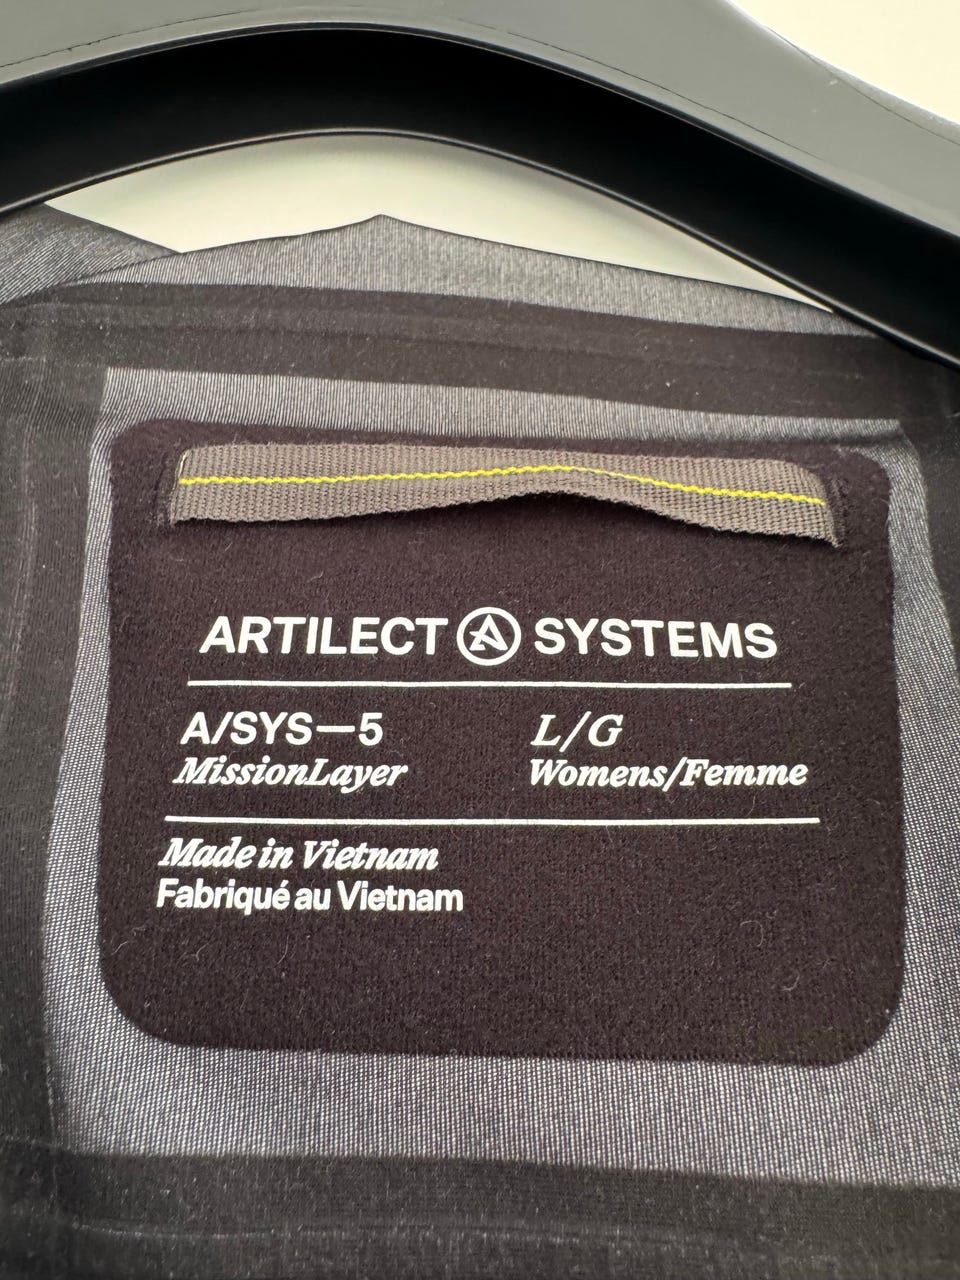 ARTILECT A SYSTEMS
A/SYS—5 L/G
MissionLayer Womens/Femme
Made in Vietnam
Fabriqué au Vietnam